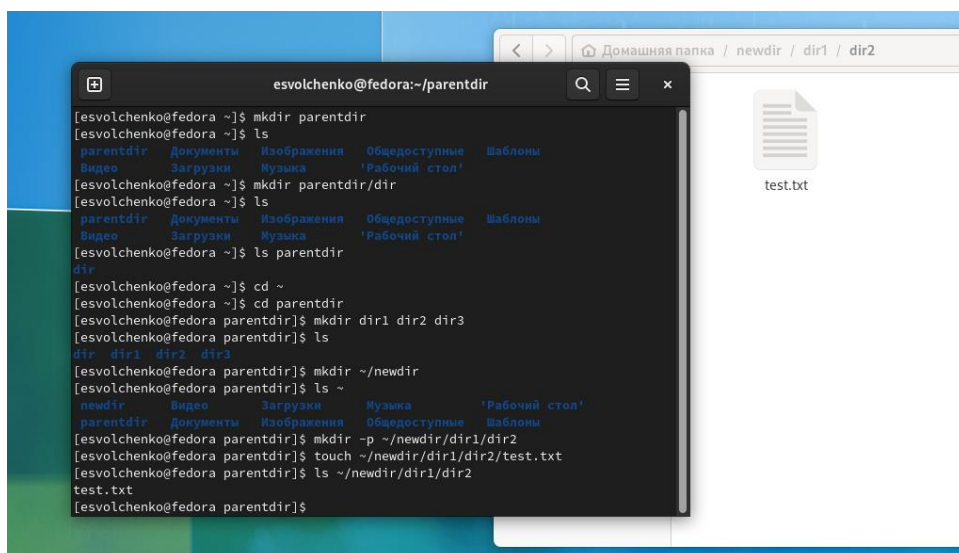 Домашняя папка / newdir / dir1 / dir2
esvolchenko@fedora:~/parentdir
[esvolchenko@fedora ~]$ mkdir parentdir
[esvolchenko@fedora ~]$ ls
parentdir Документы Изображения Общедоступные Шаблоны
Видео Загрузки Музыка 'Рабочий стол'
[esvolchenko@fedora ~]$ mkdir parentdir/dir
[esvolchenko@fedora ~]$ ls
parentdir Документы Изображения Общедоступные Шаблоны
Видео Загрузки Музыка 'Рабочий стол'
[esvolchenko@fedora ~]$ ls parentdir
dir
[esvolchenko@fedora ~]$ cd ~
[esvolchenko@fedora ~]$ cd parentdir
[esvolchenko@fedora parentdir]$ mkdir dir1 dir2 dir3
[esvolchenko@fedora parentdir]$ ls
dir dir1 dir2 dir3
[esvolchenko@fedora parentdir]$ mkdir ~/newdir
[esvolchenko@fedora parentdir]$ ls ~
newdir Видео Загрузки Музыка 'Рабочий стол'
parentdir Документы Изображения Общедоступные Шаблоны
[esvolchenko@fedora parentdir]$ mkdir -p ~/newdir/dir1/dir2
[esvolchenko@fedora parentdir]$ touch ~/newdir/dir1/dir2/test.txt
[esvolchenko@fedora parentdir]$ ls ~/newdir/dir1/dir2
test.txt
[esvolchenko@fedora parentdir]$
test.txt